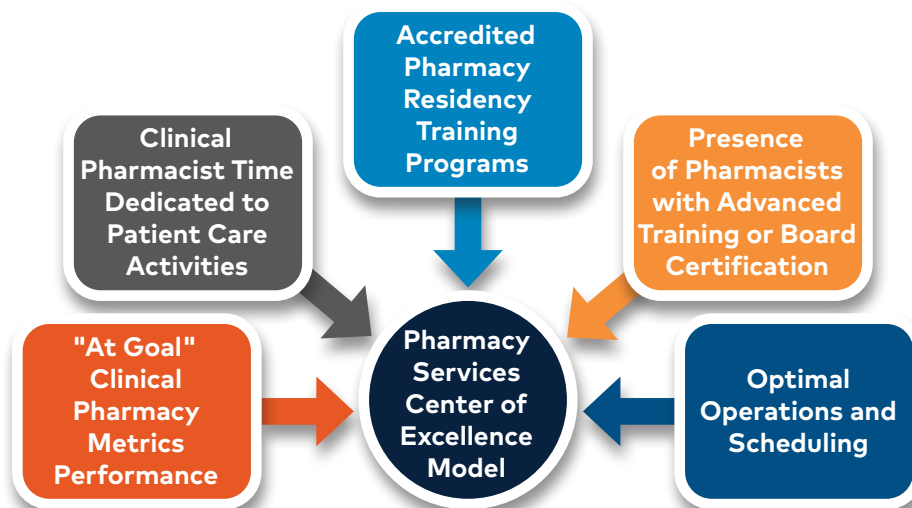 Accredited
Pharmacy
Residency
Training
Programs
Clinical
Pharmacist Time
Dedicated to
Patient Care
Activities
Presence
of Pharmacists
with Advanced
Training or Board
Certification
"At Goal"
Clinical
Pharmacy
Metrics
Performance
Pharmacy
Services
Center of
Excellence
Model
Optimal
Operations and
Scheduling